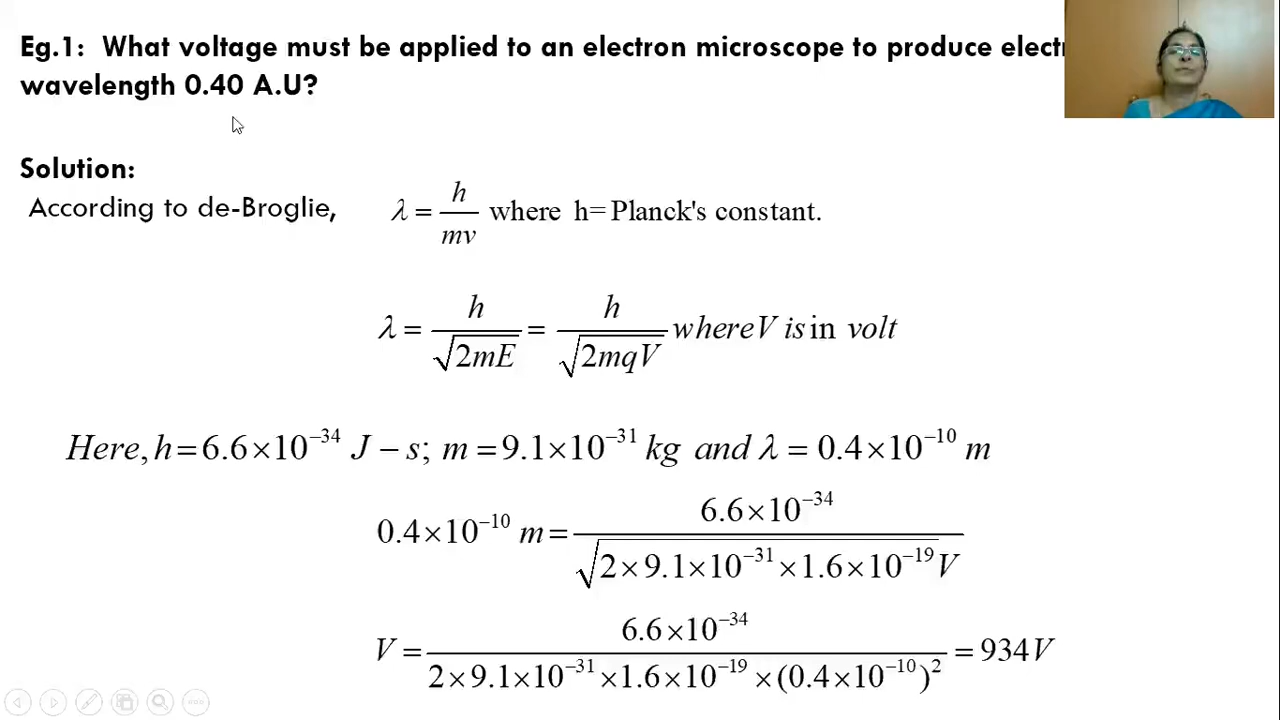 Eg.1: What voltage must be applied to an electron microscope to produce
wavelength 0.40 A.U?
Solution:
According to de-Broglie, λ = h/mv where h= Planck's constant.
λ = h/√(2mE) = h/√(2mqV) where V is in volt
Here, h = 6.6×10⁻³⁴ J − s; m = 9.1×10⁻³¹ kg and λ = 0.4×10⁻¹⁰ m
0.4×10⁻¹⁰ m = 6.6×10⁻³⁴/√(2×9.1×10⁻³¹×1.6×10⁻¹⁹V)
V = 6.6×10⁻³⁴/(2×9.1×10⁻³¹×1.6×10⁻¹⁹×(0.4×10⁻¹⁰)²) = 934V